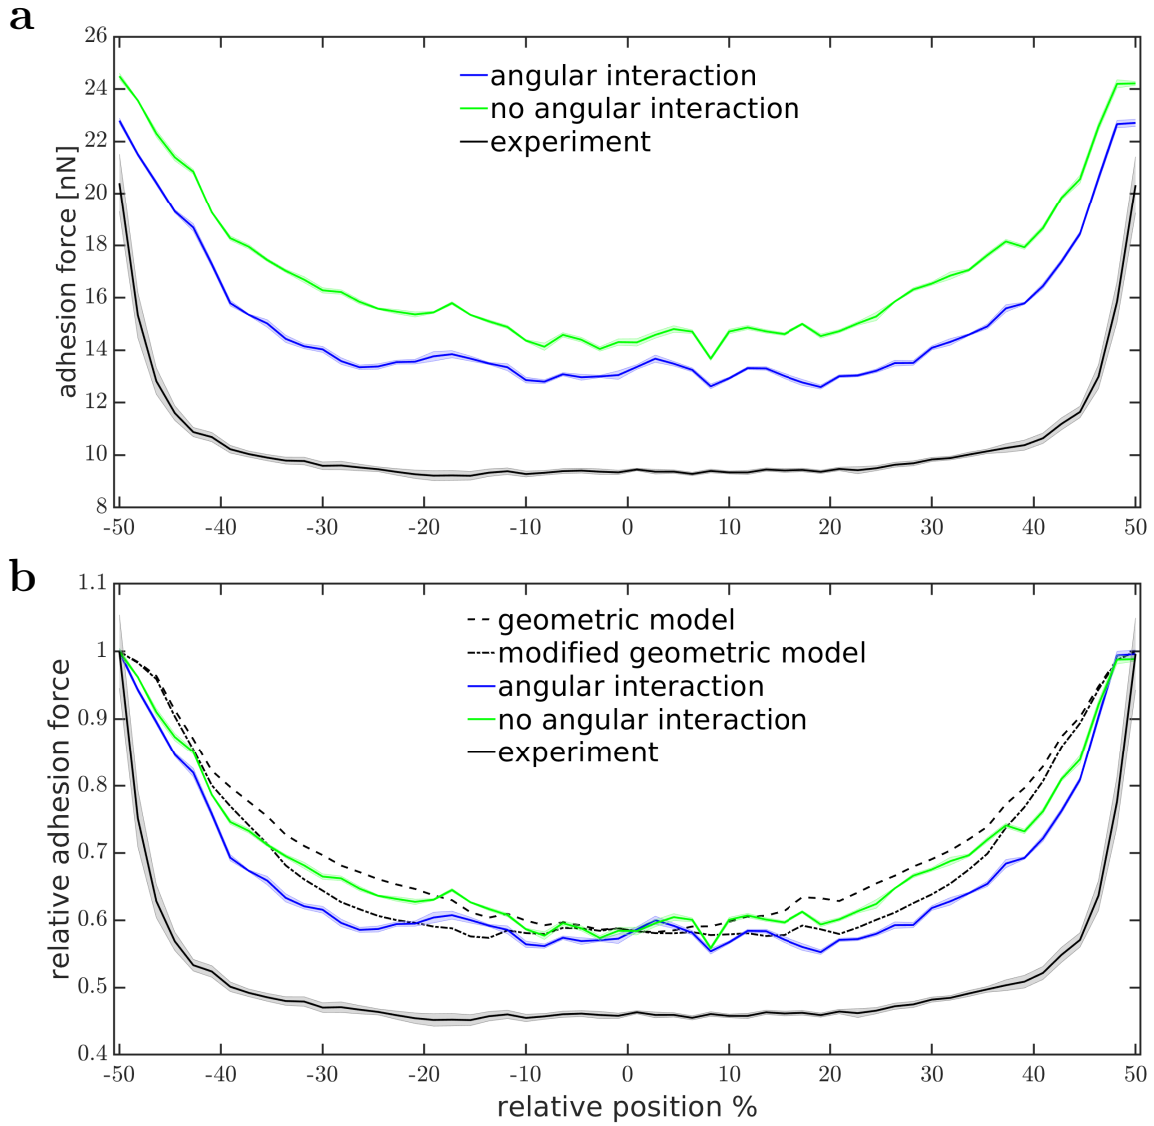 a
26
24
22
20
18
16
14
12
10
8
adhesion force [nN]
angular interaction
no angular interaction
experiment
-50 -40 -30 -20 -10 0 10 20 30 40 50
b
1.1
1
0.9
0.8
0.7
0.6
0.5
0.4
relative adhesion force
geometric model
modified geometric model
angular interaction
no angular interaction
experiment
-50 -40 -30 -20 -10 0 10 20 30 40 50
relative position %